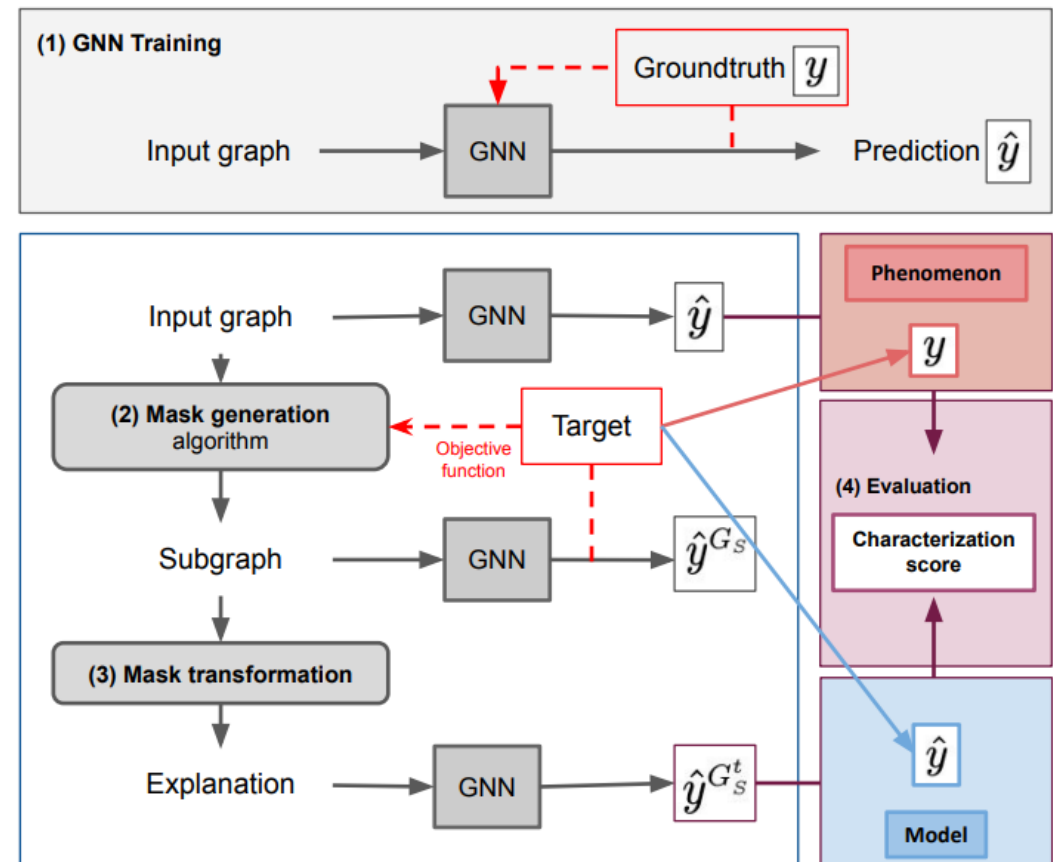 (1) GNN Training
Groundtruth y
Input graph
GNN
Prediction ŷ
Input graph
GNN
ŷ
Phenomenon
y
(2) Mask generation
algorithm
Objective
function
Target
(4) Evaluation
Characterization
score
Subgraph
GNN
ŷ^{G_S}
(3) Mask transformation
Explanation
GNN
ŷ^{G_S^t}
ŷ
Model